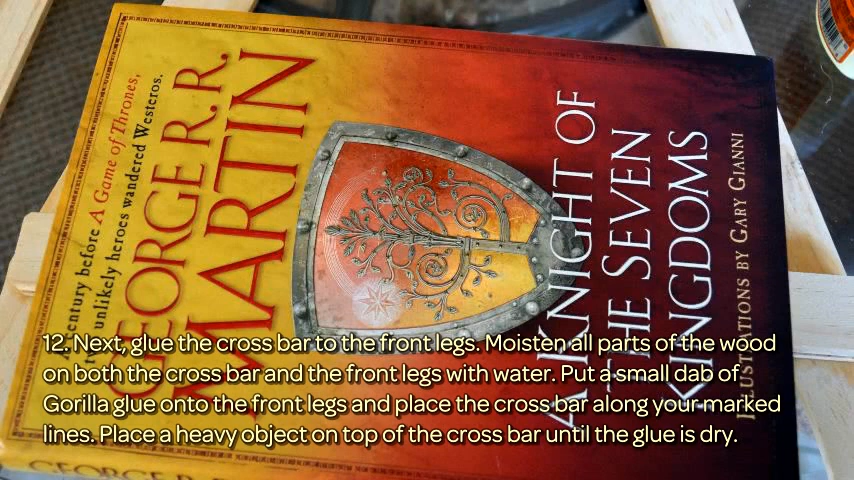 GEORGE R.R.
MARTIN
century before A Game of Thrones,
two unlikely heroes wandered Westeros.
A KNIGHT OF
THE SEVEN
KINGDOMS
ILLUSTRATIONS BY GARY GIANNI
GEORGE R
12. Next, glue the cross bar to the front legs. Moisten all parts of the wood
on both the cross bar and the front legs with water. Put a small dab of
Gorilla glue onto the front legs and place the cross bar along your marked
lines. Place a heavy object on top of the cross bar until the glue is dry.